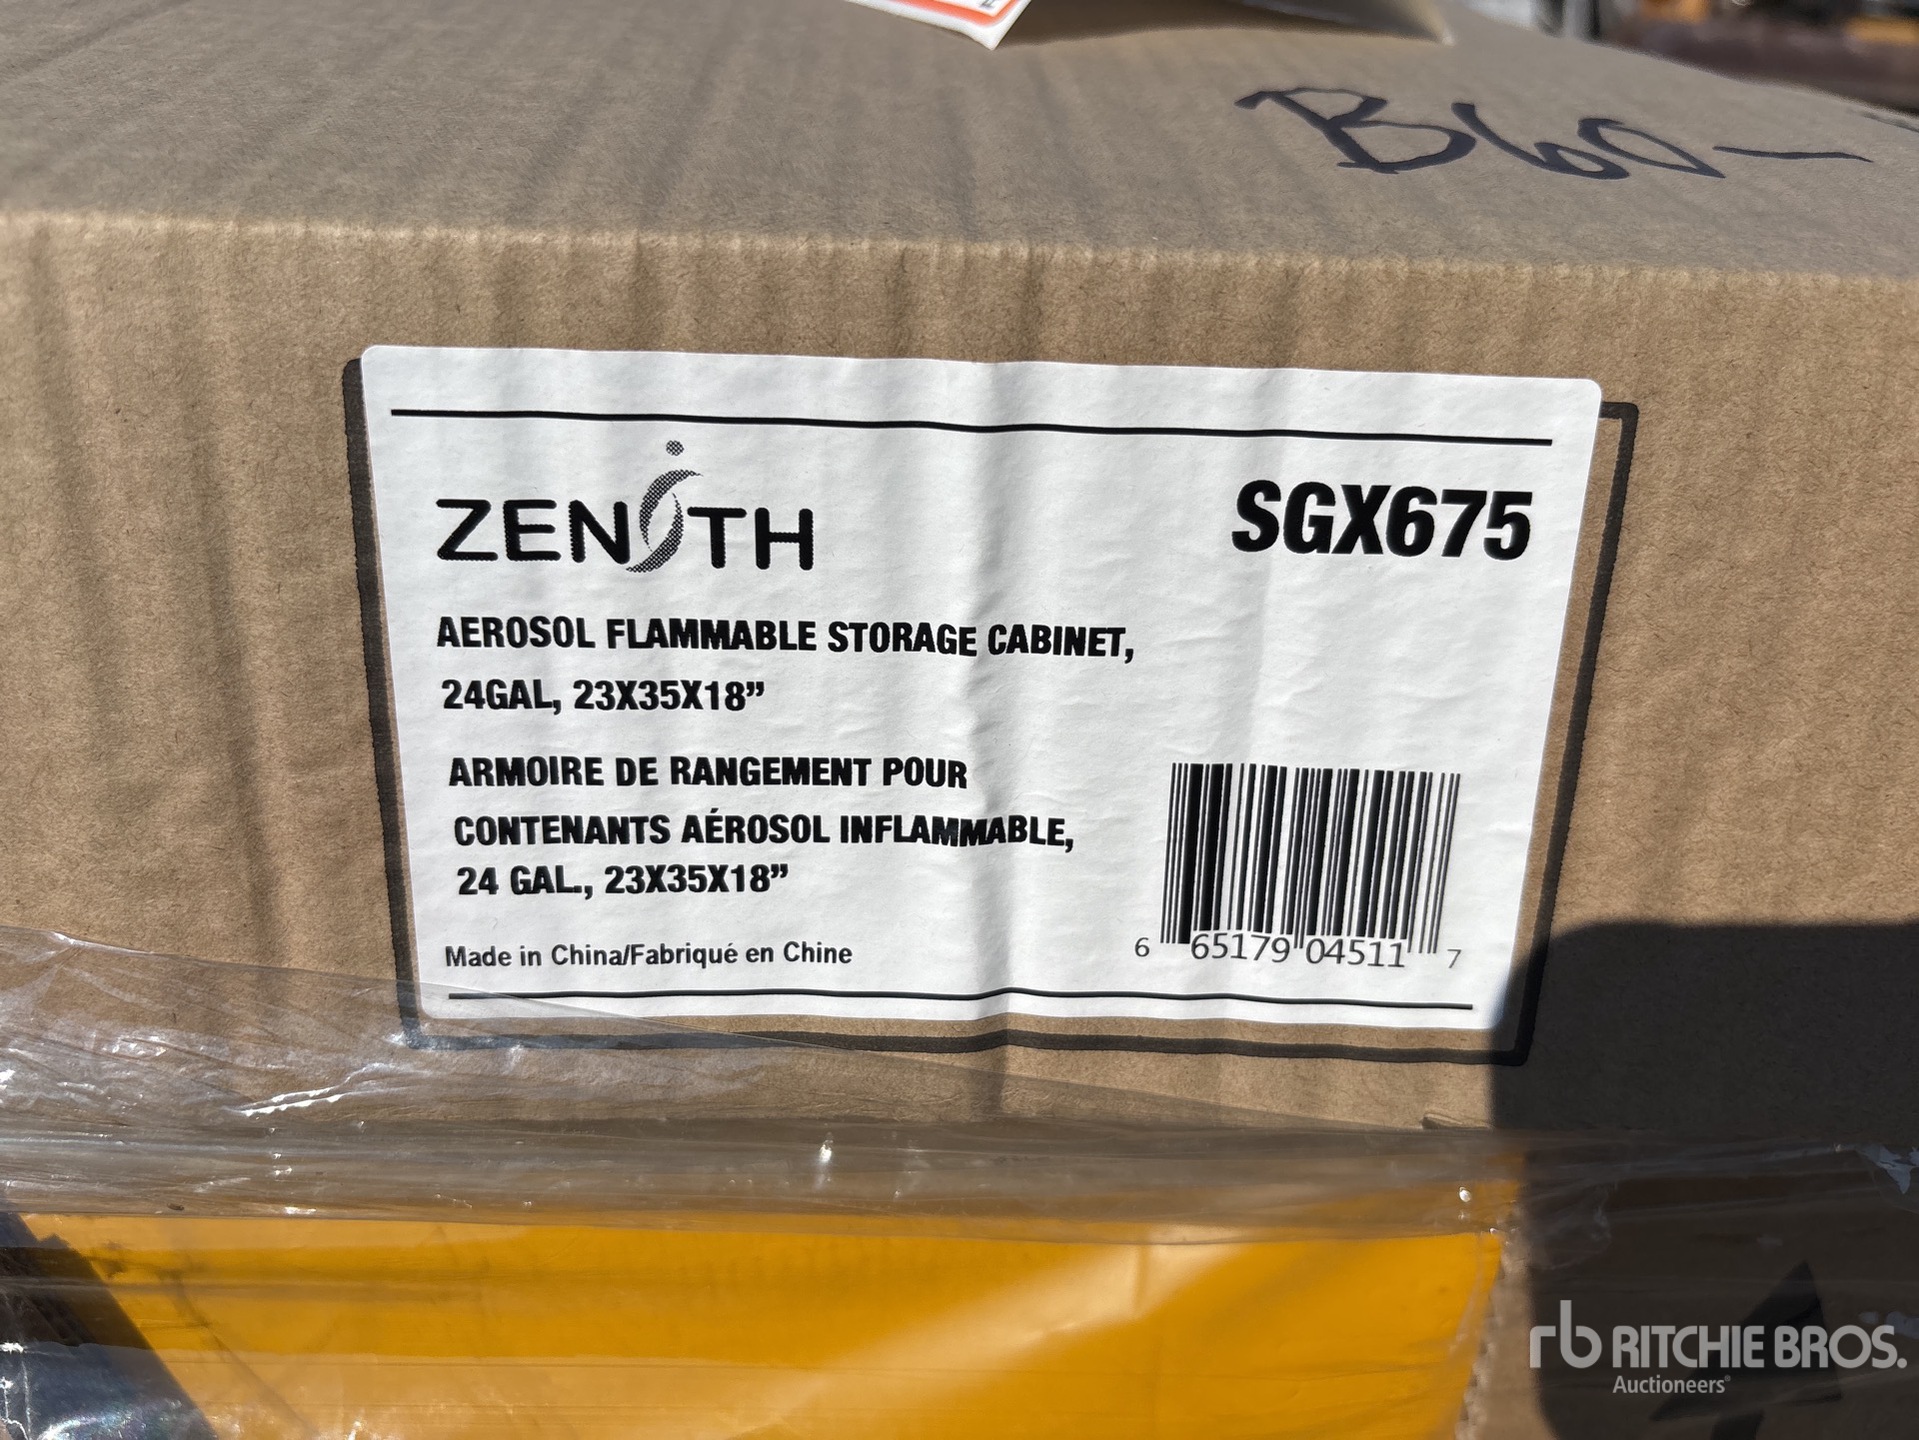 B60-
ZENITH
SGX675
AEROSOL FLAMMABLE STORAGE CABINET,
24GAL, 23X35X18”
ARMOIRE DE RANGEMENT POUR
CONTENANTS AÉROSOL INFLAMMABLE,
24 GAL., 23X35X18”
Made in China/Fabriqué en Chine
6 65179 04511 7
rb RITCHIE BROS.
Auctioneers®